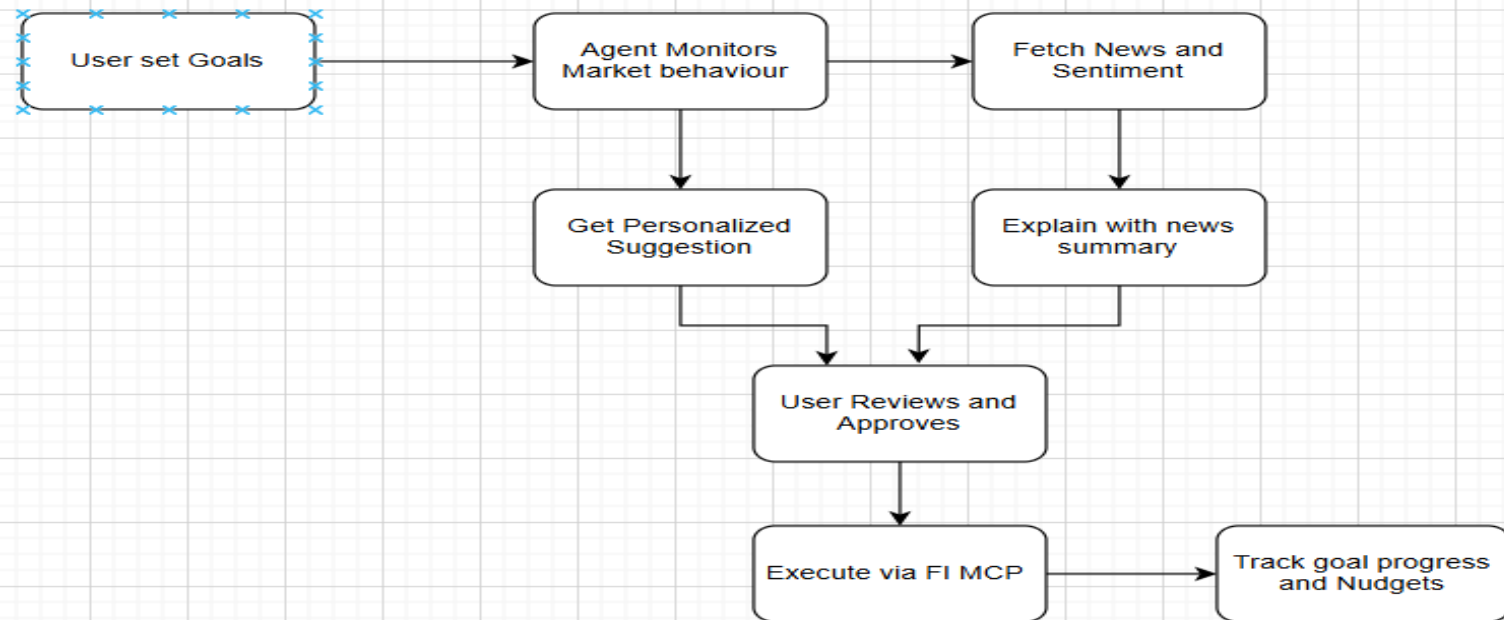 User set Goals
Agent Monitors
Market behaviour
Fetch News and
Sentiment
Get Personalized
Suggestion
Explain with news
summary
User Reviews and
Approves
Execute via FI MCP
Track goal progress
and Nudgets